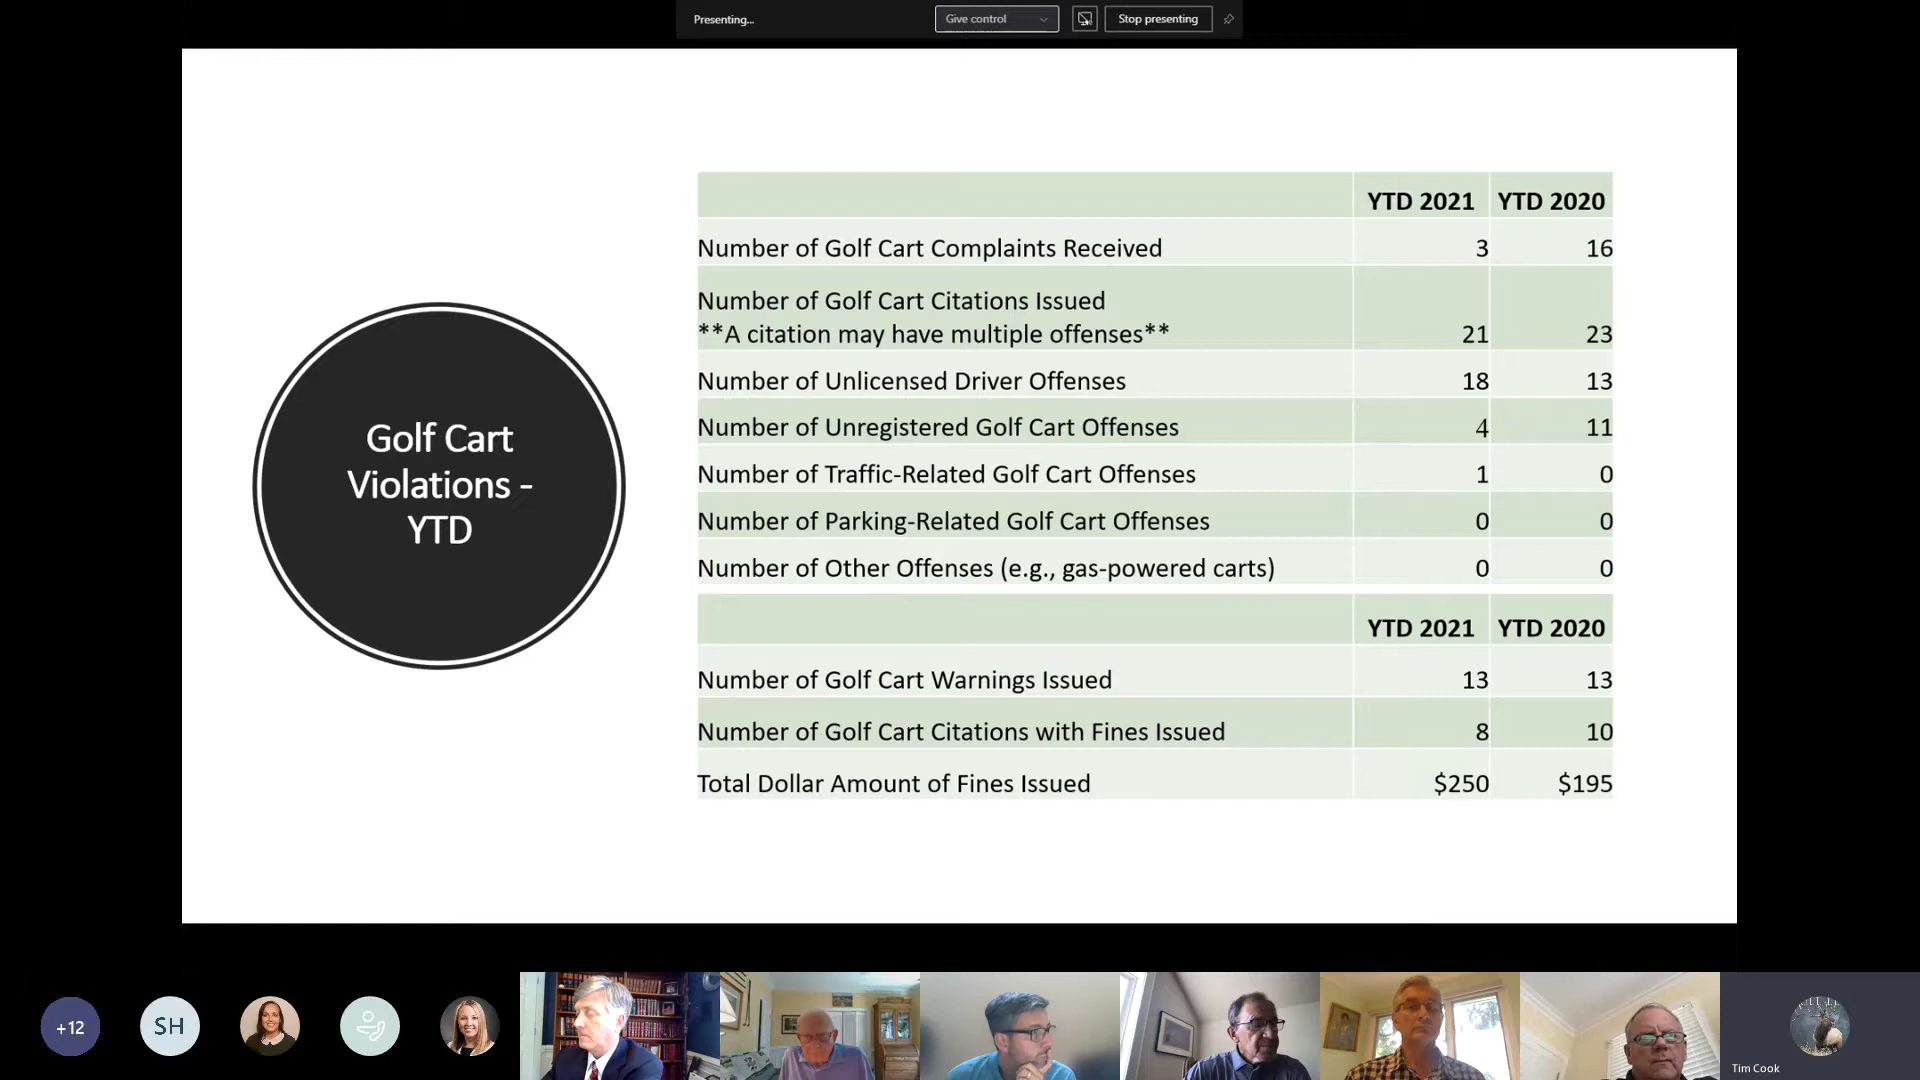 Presenting...
Give control
Stop presenting
Golf Cart
Violations -
YTD
YTD 2021 YTD 2020
Number of Golf Cart Complaints Received 3 16
Number of Golf Cart Citations Issued
**A citation may have multiple offenses** 21 23
Number of Unlicensed Driver Offenses 18 13
Number of Unregistered Golf Cart Offenses 4 11
Number of Traffic-Related Golf Cart Offenses 1 0
Number of Parking-Related Golf Cart Offenses 0 0
Number of Other Offenses (e.g., gas-powered carts) 0 0
YTD 2021 YTD 2020
Number of Golf Cart Warnings Issued 13 13
Number of Golf Cart Citations with Fines Issued 8 10
Total Dollar Amount of Fines Issued $250 $195
+12
SH
Tim Cook